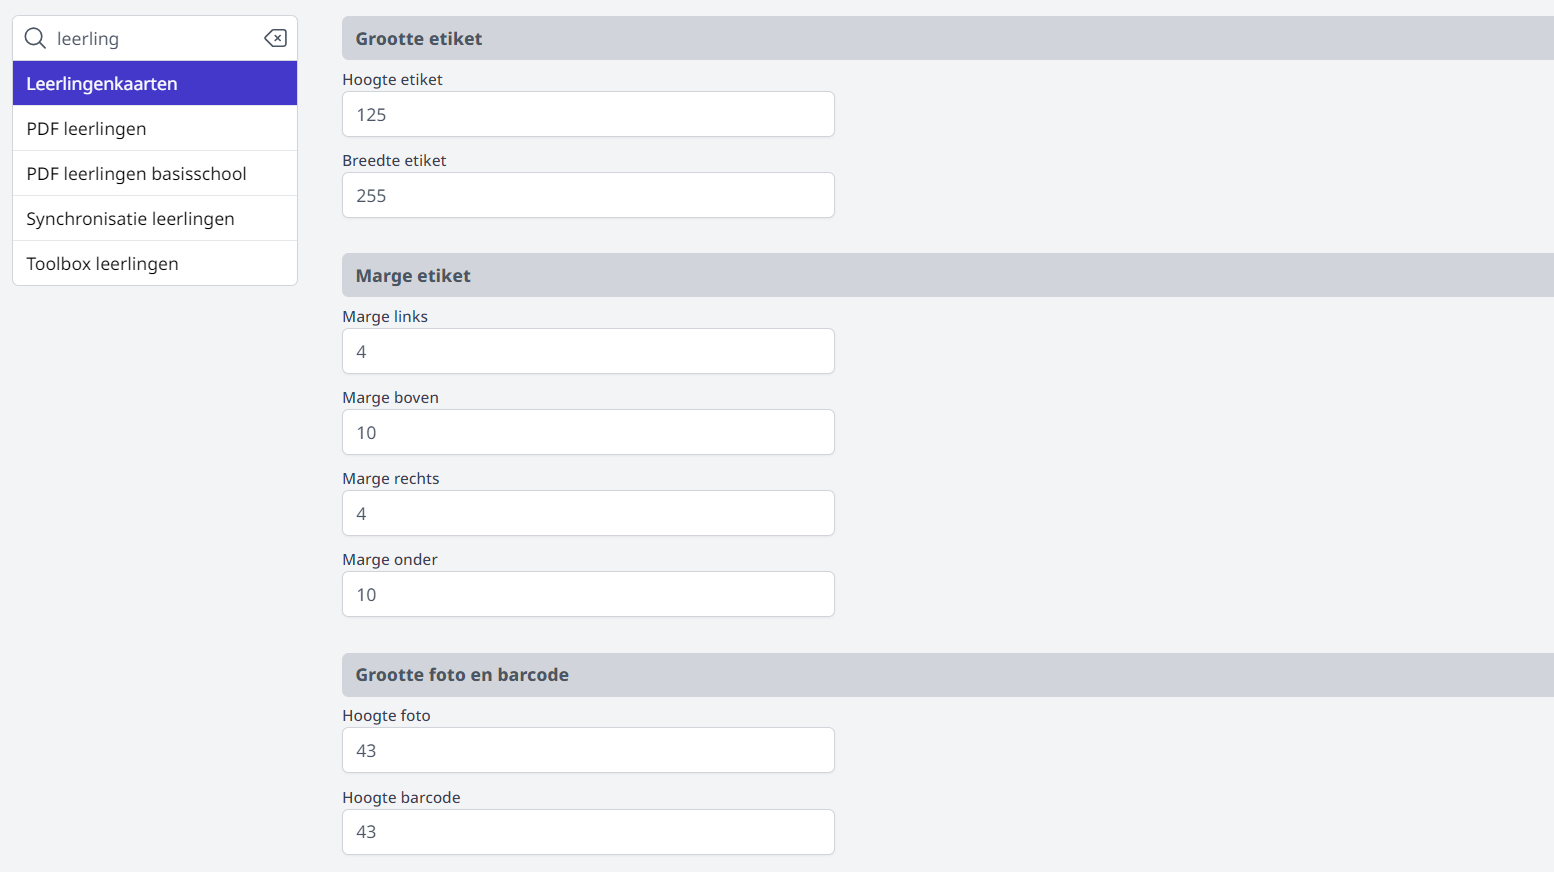 leerling
Leerlingenkaarten
PDF leerlingen
PDF leerlingen basisschool
Synchronisatie leerlingen
Toolbox leerlingen
Grootte etiket
Hoogte etiket
125
Breedte etiket
255
Marge etiket
Marge links
4
Marge boven
10
Marge rechts
4
Marge onder
10
Grootte foto en barcode
Hoogte foto
43
Hoogte barcode
43